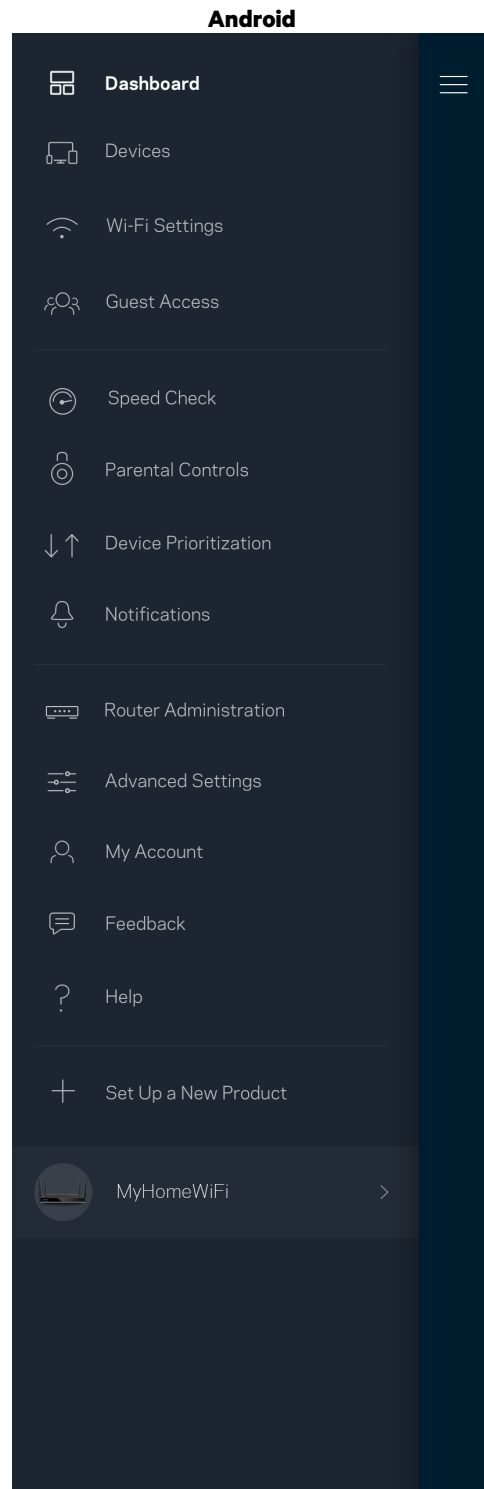 Android
Dashboard
Devices
Wi-Fi Settings
Guest Access
Speed Check
Parental Controls
Device Prioritization
Notifications
Router Administration
Advanced Settings
My Account
Feedback
Help
Set Up a New Product
MyHomeWiFi